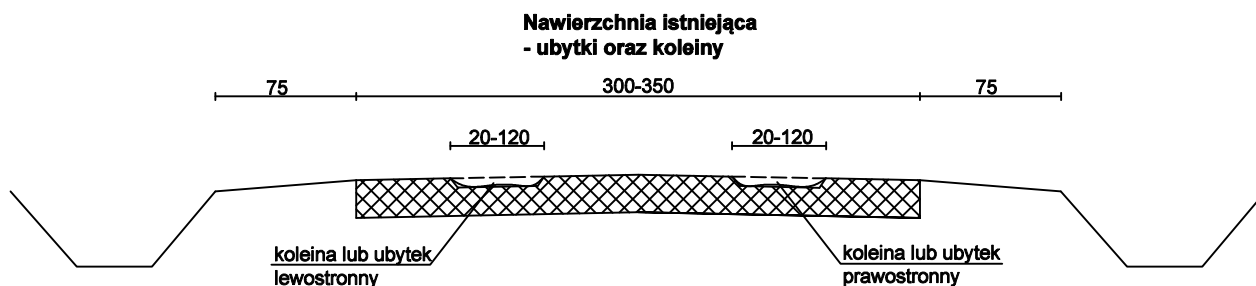 Nawierzchnia istniejąca
- ubytki oraz koleiny
75
300-350
75
20-120
20-120
koleina lub ubytek
lewostronny
koleina lub ubytek
prawostronny